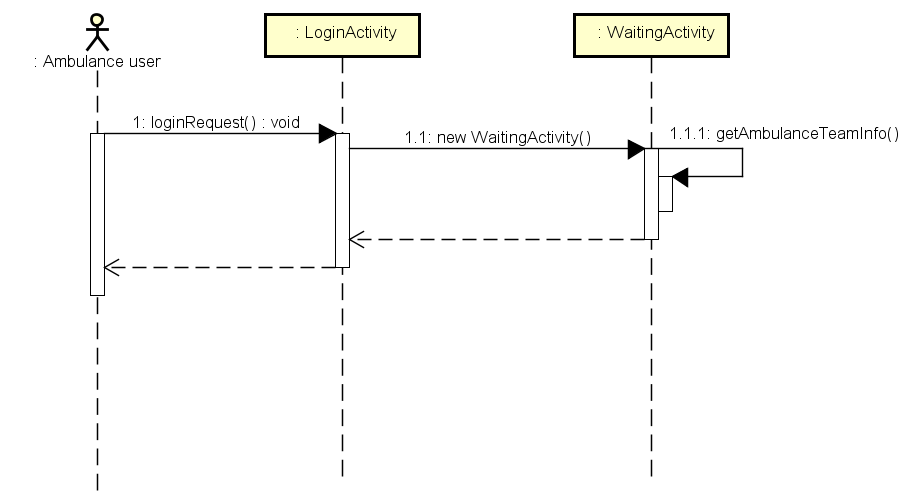 : LoginActivity
: WaitingActivity
: Ambulance user
1: loginRequest() : void
1.1: new WaitingActivity()
1.1.1: getAmbulanceTeamInfo()